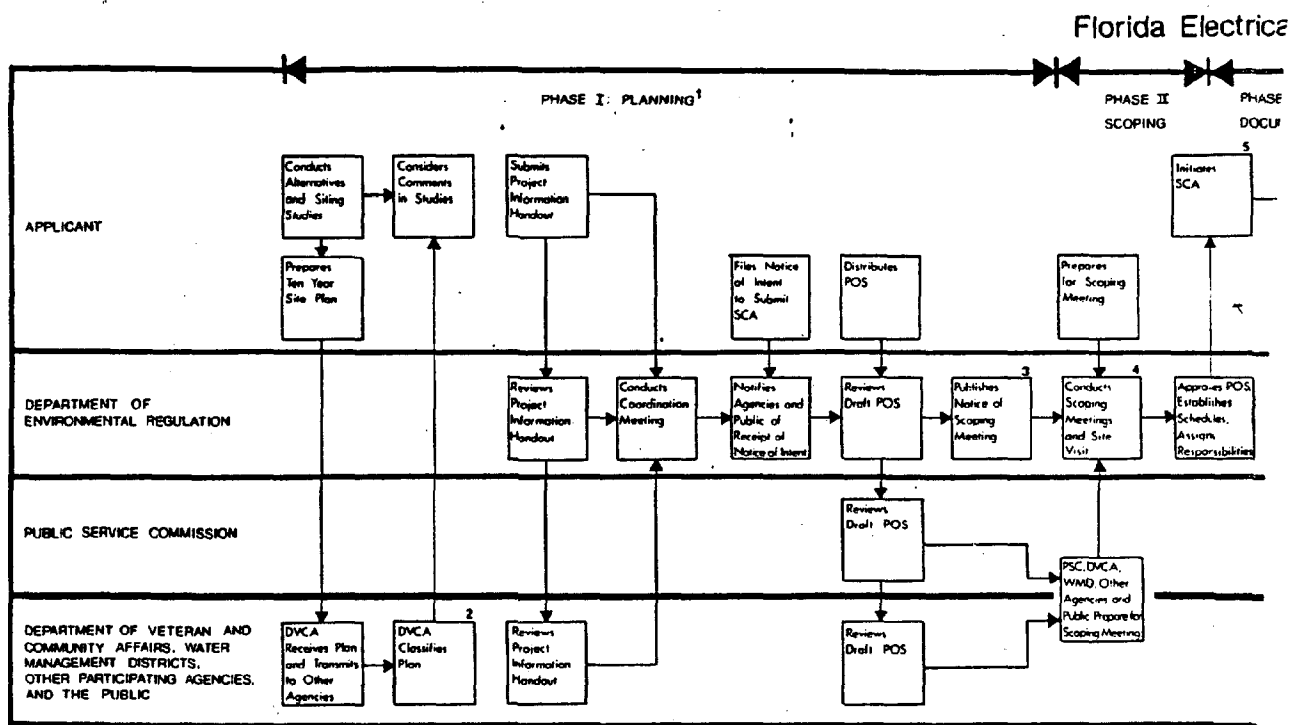 Florida Electrica
PHASE I: PLANNING1
PHASE II
SCOPING
PHASE
DOCU
APPLICANT
Conducts
Alternatives
and Siting
Studies
Considers
Comments
in Studies
Submits
Project
Information
Handout
5
Initiates
SCA
Prepares
Ten Year
Site Plan
Files Notice
of Intent
to Submit
SCA
Distributes
POS
Prepares
for Scoping
Meeting
DEPARTMENT OF
ENVIRONMENTAL REGULATION
Reviews
Project
Information
Handout
Conducts
Coordination
Meeting
Notifies
Agencies and
Public of
Receipt of
Notice of Intent
Reviews
Draft POS
3
Publishes
Notice of
Scoping
Meeting
4
Conducts
Scoping
Meetings
and Site
Visit
Approves POS,
Establishes
Schedules,
Assigns
Responsibilities
PUBLIC SERVICE COMMISSION
Reviews
Draft POS
PSC, DVCA,
WMD, Other
Agencies and
Public Prepare for
Scoping Meeting
DEPARTMENT OF VETERAN AND
COMMUNITY AFFAIRS, WATER
MANAGEMENT DISTRICTS,
OTHER PARTICIPATING AGENCIES,
AND THE PUBLIC
DVCA
Receives Plan
and Transmits
to Other
Agencies
2
DVCA
Classifies
Plan
Reviews
Project
Information
Handout
Reviews
Draft POS